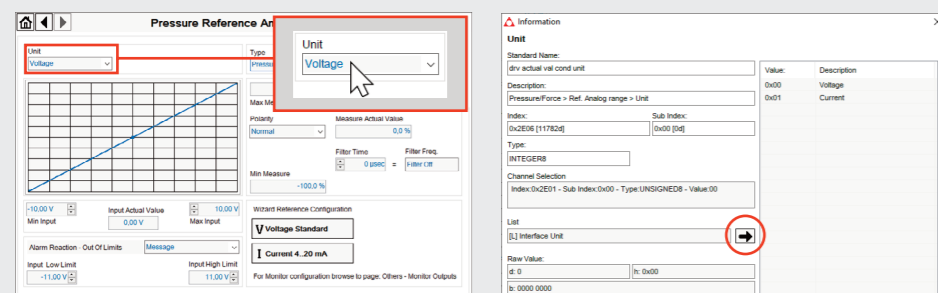 Pressure Reference An
Unit
Voltage
Type
Pressu
Unit
Voltage
Max Me
Polarity
Measure Actual Value
Normal
0,0 %
Filter Time
Filter Freq.
0 µsec
=
Filter Off
Min Measure
-100,0 %
-10,00 V
Input Actual Value
10,00 V
Min Input
0,00 V
Max Input
Wizard Reference Configuration
V Voltage Standard
I Current 4..20 mA
Alarm Reaction - Out Of Limits
Message
Input Low Limit
Input High Limit
-11,00 V
11,00 V
For Monitor configuration browse to page: Others - Monitor Outputs
Information
Unit
Standard Name:
drv actual val cond unit
Description:
Pressure/Force > Ref. Analog range > Unit
Index:
Sub Index:
0x2E06 [11782d]
0x00 [0d]
Type:
INTEGER8
Channel Selection
Index:0x2E01 - Sub Index:0x00 - Type:UNSIGNED8 - Value:00
List
[L] Interface Unit
Raw Value:
d: 0
h: 0x00
b: 0000 0000
Value:
Description
0x00
Voltage
0x01
Current